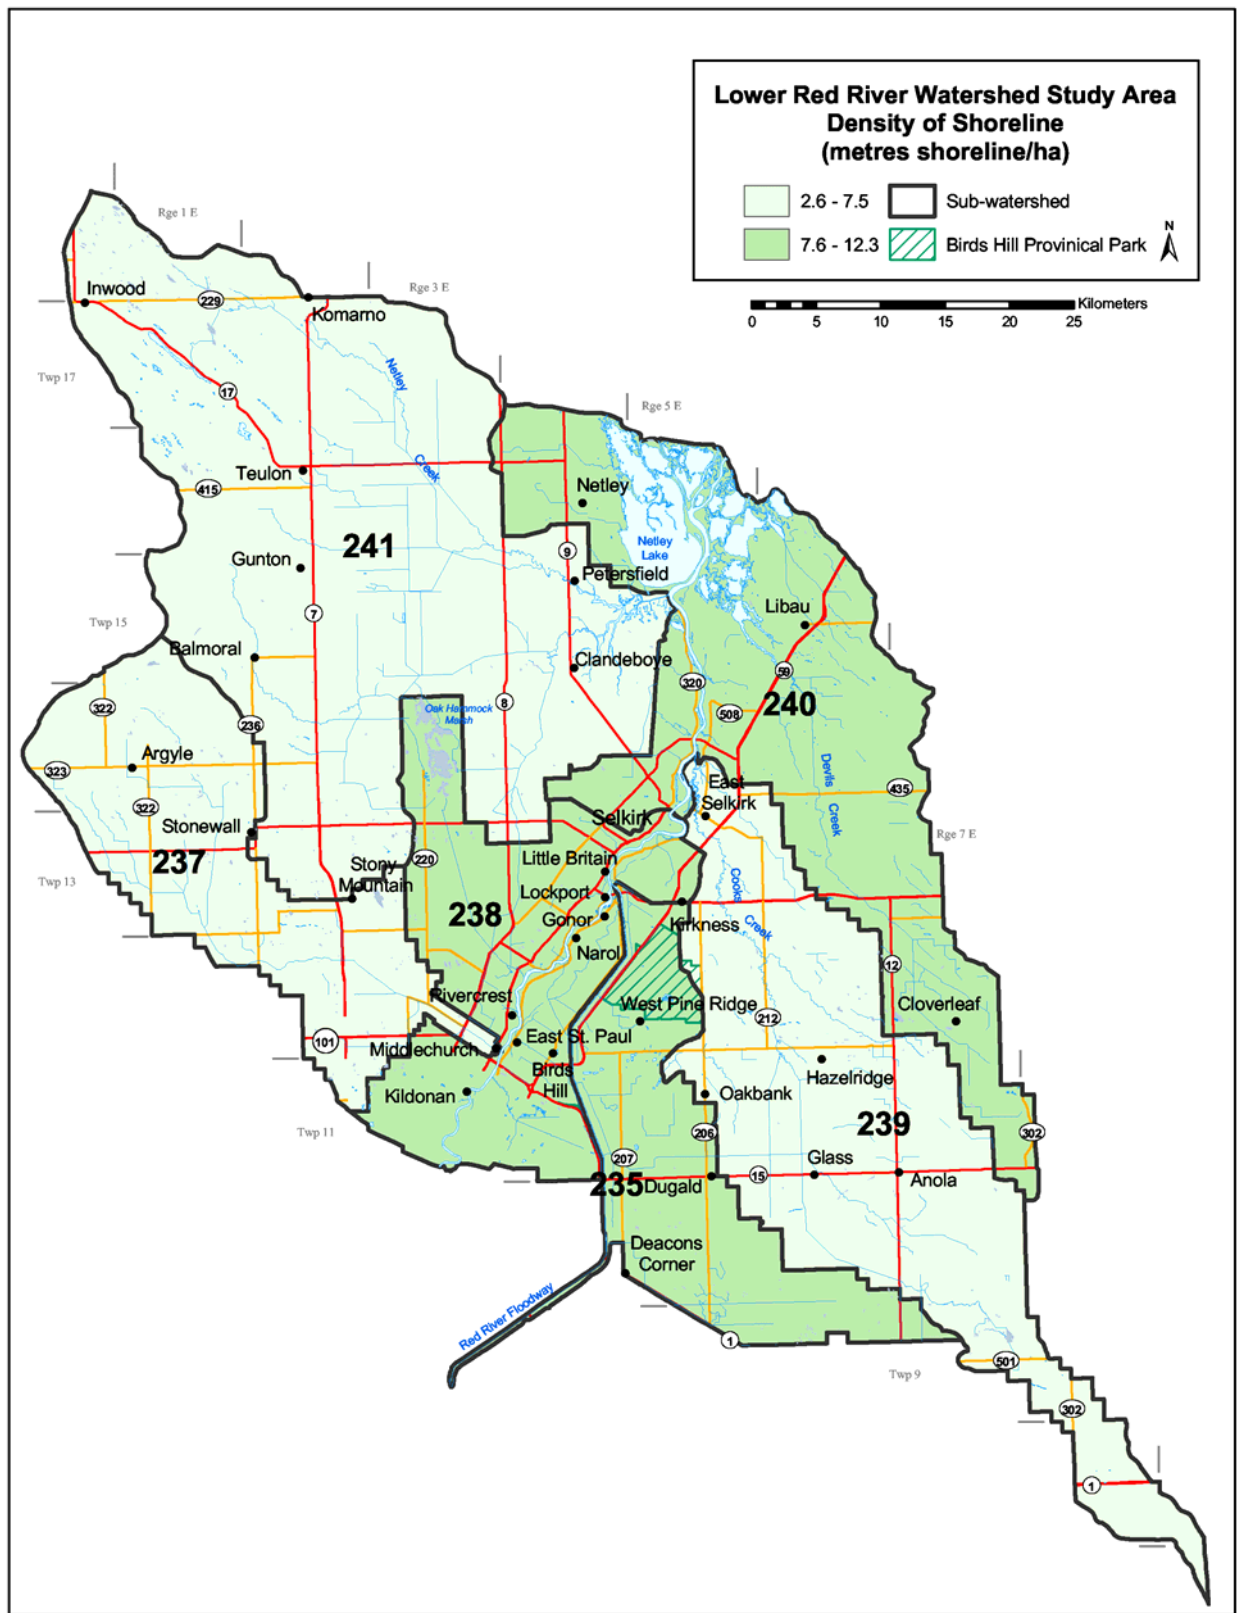 Lower Red River Watershed Study Area
Density of Shoreline
(metres shoreline/ha)
2.6 - 7.5
Sub-watershed
7.6 - 12.3
Birds Hill Provinical Park
N
Kilometers
0 5 10 15 20 25
Rge 1 E
Inwood
229
Komarno
Rge 3 E
Twp 17
17
Netley
Creek
Rge 5 E
Teulon
415
Netley
241
Gunton
9
Netley
Lake
Petersfield
7
Libau
Twp 15
Balmoral
Clandeboye
59
320
240
322
236
8
Oak Hammock
Marsh
508
Argyle
323
Devils
Creek
East
Selkirk
435
322
Stonewall
Selkirk
Rge 7 E
237
220
Stony
Mountain
Little Britain
Twp 13
Lockport
Cooks
Creek
238
Gonor
Kirkness
Narol
12
Rivercrest
West Pine Ridge
Cloverleaf
212
101
Middlechurch
East St. Paul
Birds
Hill
Hazelridge
Kildonan
Oakbank
239
Twp 11
206
302
207
Glass
235
Dugald
15
Anola
Deacons
Corner
Red River Floodway
1
501
Twp 9
302
1